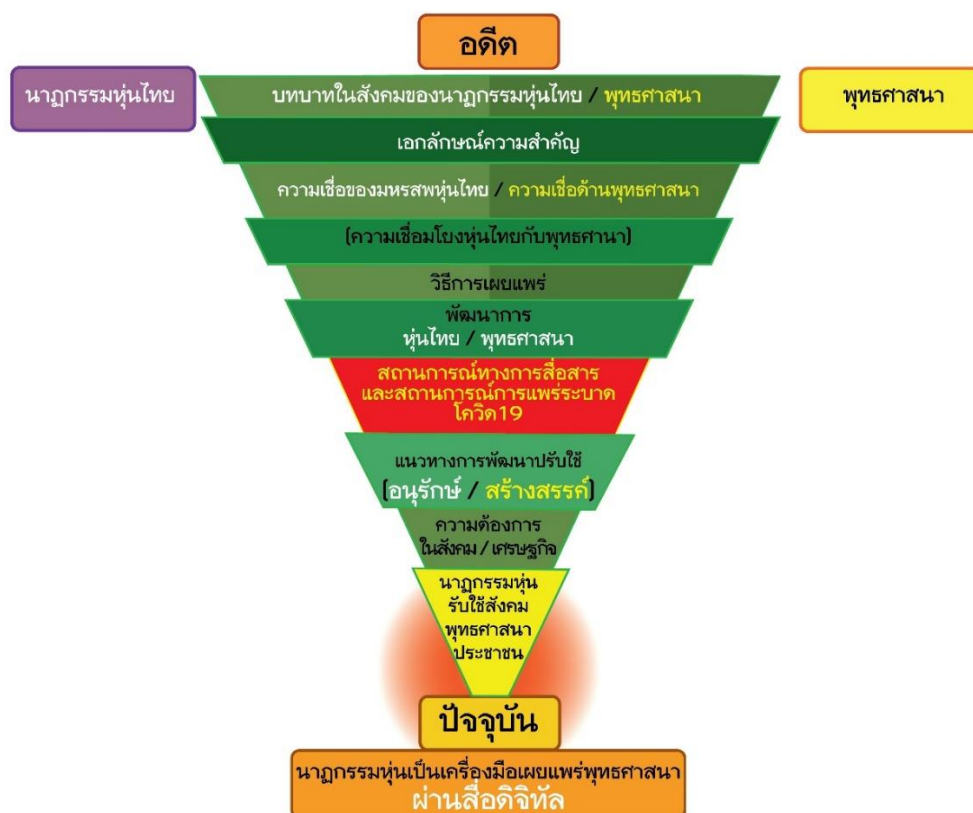 อดีต
นาฏกรรมหุ่นไทย
บทบาทในสังคมของนาฏกรรมหุ่นไทย / พุทธศาสนา
พุทธศาสนา
เอกลักษณ์ความสำคัญ
ความเชื่อของมหรสพหุ่นไทย / ความเชื่อด้านพุทธศาสนา
(ความเชื่อมโยงหุ่นไทยกับพุทธศานา)
วิธีการเผยแพร่
พัฒนาการ
หุ่นไทย / พุทธศาสนา
สถานการณ์ทางการสื่อสาร
และสถานการณ์การแพร่ระบาด
โควิด19
แนวทางการพัฒนาปรับใช้
(อนุรักษ์ / สร้างสรรค์)
ความต้องการ
ในสังคม / เศรษฐกิจ
นาฏกรรมหุ่น
รับใช้สังคม
พุทธศาสนา
ประชาชน
ปัจจุบัน
นาฏกรรมหุ่นเป็นเครื่องมือเผยแพร่พุทธศาสนา
ผ่านสื่อดิจิทัล